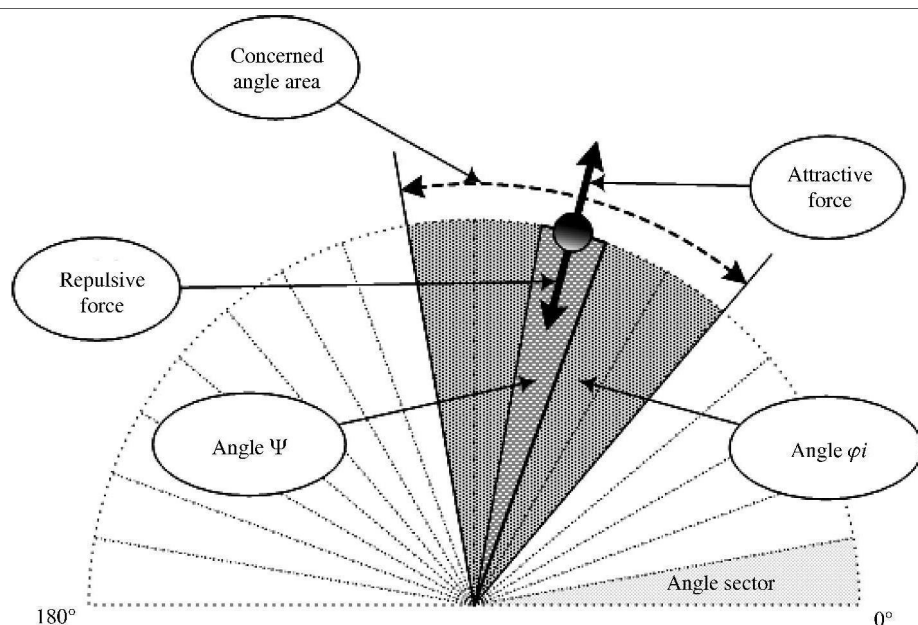 Concerned
angle area
Attractive
force
Repulsive
force
Angle Ψ
Angle φi
Angle sector
180°
0°